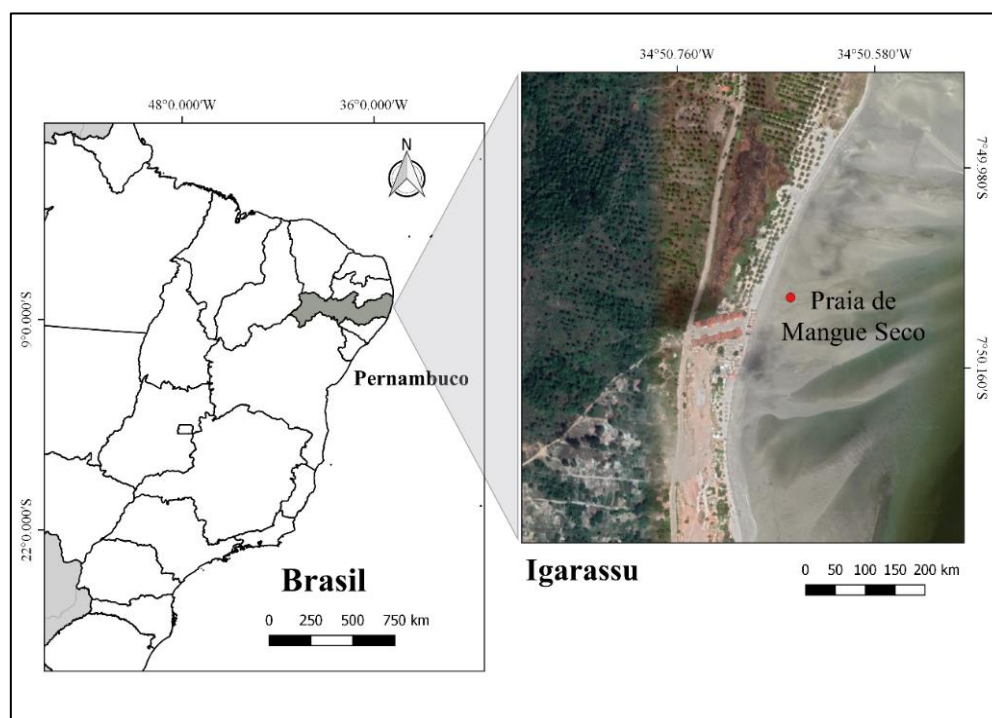 48°0.000'W
36°0.000'W
N
9°0.000'S
22°0.000'S
Pernambuco
Brasil
0 250 500 750 km
34°50.760'W
34°50.580'W
7°49.980'S
7°50.160'S
Praia de
Mangue Seco
Igarassu
0 50 100 150 200 km